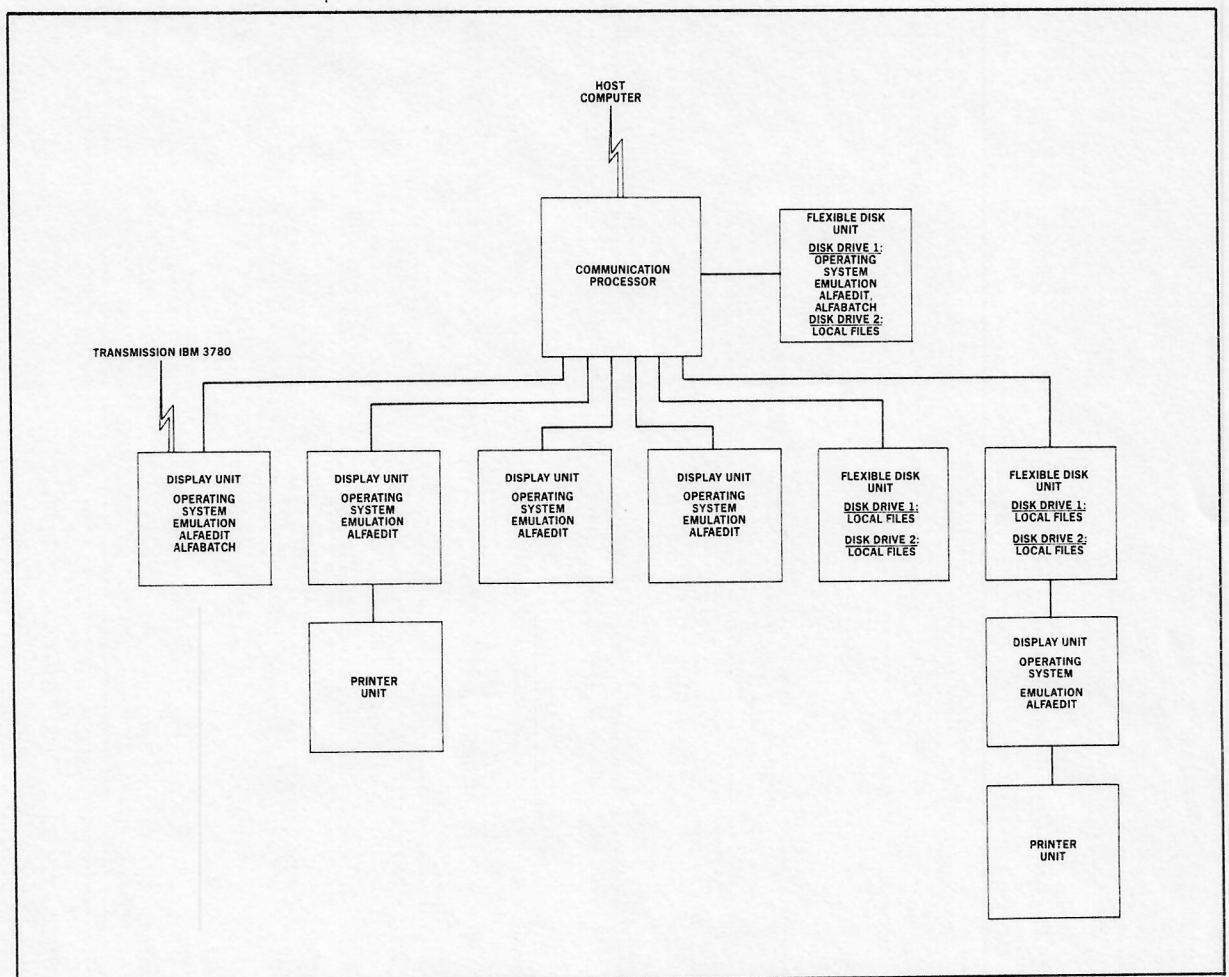 HOST
COMPUTER
COMMUNICATION
PROCESSOR
FLEXIBLE DISK
UNIT
DISK DRIVE 1:
OPERATING
SYSTEM
EMULATION
ALFAEDIT,
ALFABATCH
DISK DRIVE 2:
LOCAL FILES
TRANSMISSION IBM 3780
DISPLAY UNIT
OPERATING
SYSTEM
EMULATION
ALFAEDIT
ALFABATCH
DISPLAY UNIT
OPERATING
SYSTEM
EMULATION
ALFAEDIT
DISPLAY UNIT
OPERATING
SYSTEM
EMULATION
ALFAEDIT
DISPLAY UNIT
OPERATING
SYSTEM
EMULATION
ALFAEDIT
FLEXIBLE DISK
UNIT
DISK DRIVE 1:
LOCAL FILES
DISK DRIVE 2:
LOCAL FILES
FLEXIBLE DISK
UNIT
DISK DRIVE 1:
LOCAL FILES
DISK DRIVE 2:
LOCAL FILES
PRINTER
UNIT
DISPLAY UNIT
OPERATING
SYSTEM
EMULATION
ALFAEDIT
PRINTER
UNIT